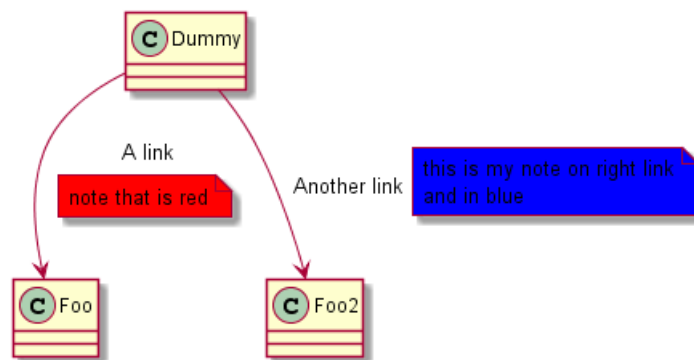 C Dummy
A link
note that is red
Another link
this is my note on right link
and in blue
C Foo
C Foo2